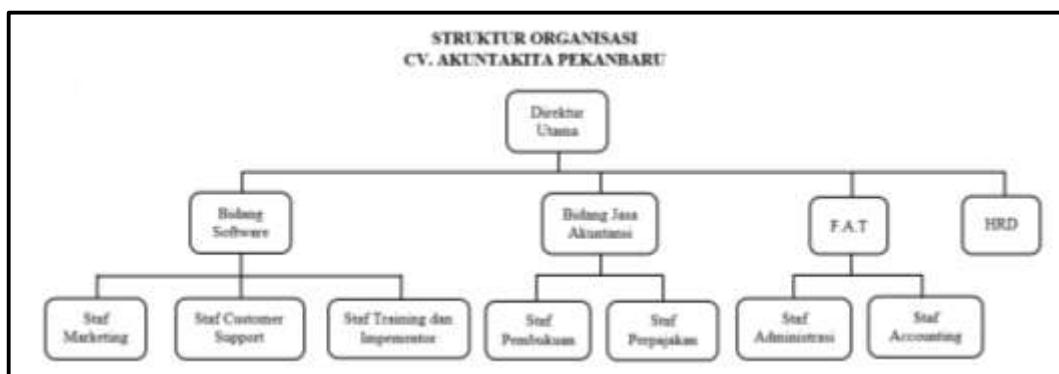 STRUKTUR ORGANISASI
CV. AKUNTAKITA PEKANBARU
Direktur
Utama
Bidang
Software
Bidang Jasa
Akuntansi
F.A.T
HRD
Staf
Marketing
Staf Customer
Support
Staf Training dan
Impementor
Staf
Pembukuan
Staf
Perpajakan
Staf
Administrasi
Staf
Accounting